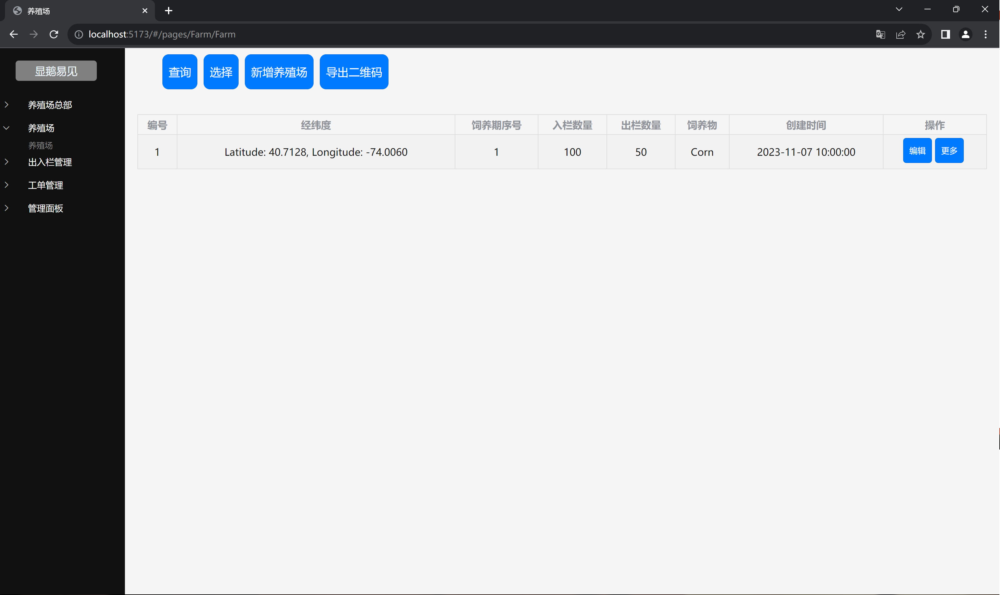 养殖场
localhost:5173/#/pages/Farm/Farm
显鹅易见
养殖场总部
养殖场
养殖场
出入栏管理
工单管理
管理面板
查询 选择 新增养殖场 导出二维码
编号 经纬度 饲养期序号 入栏数量 出栏数量 饲养物 创建时间 操作
1 Latitude: 40.7128, Longitude: -74.0060 1 100 50 Corn 2023-11-07 10:00:00 编辑 更多